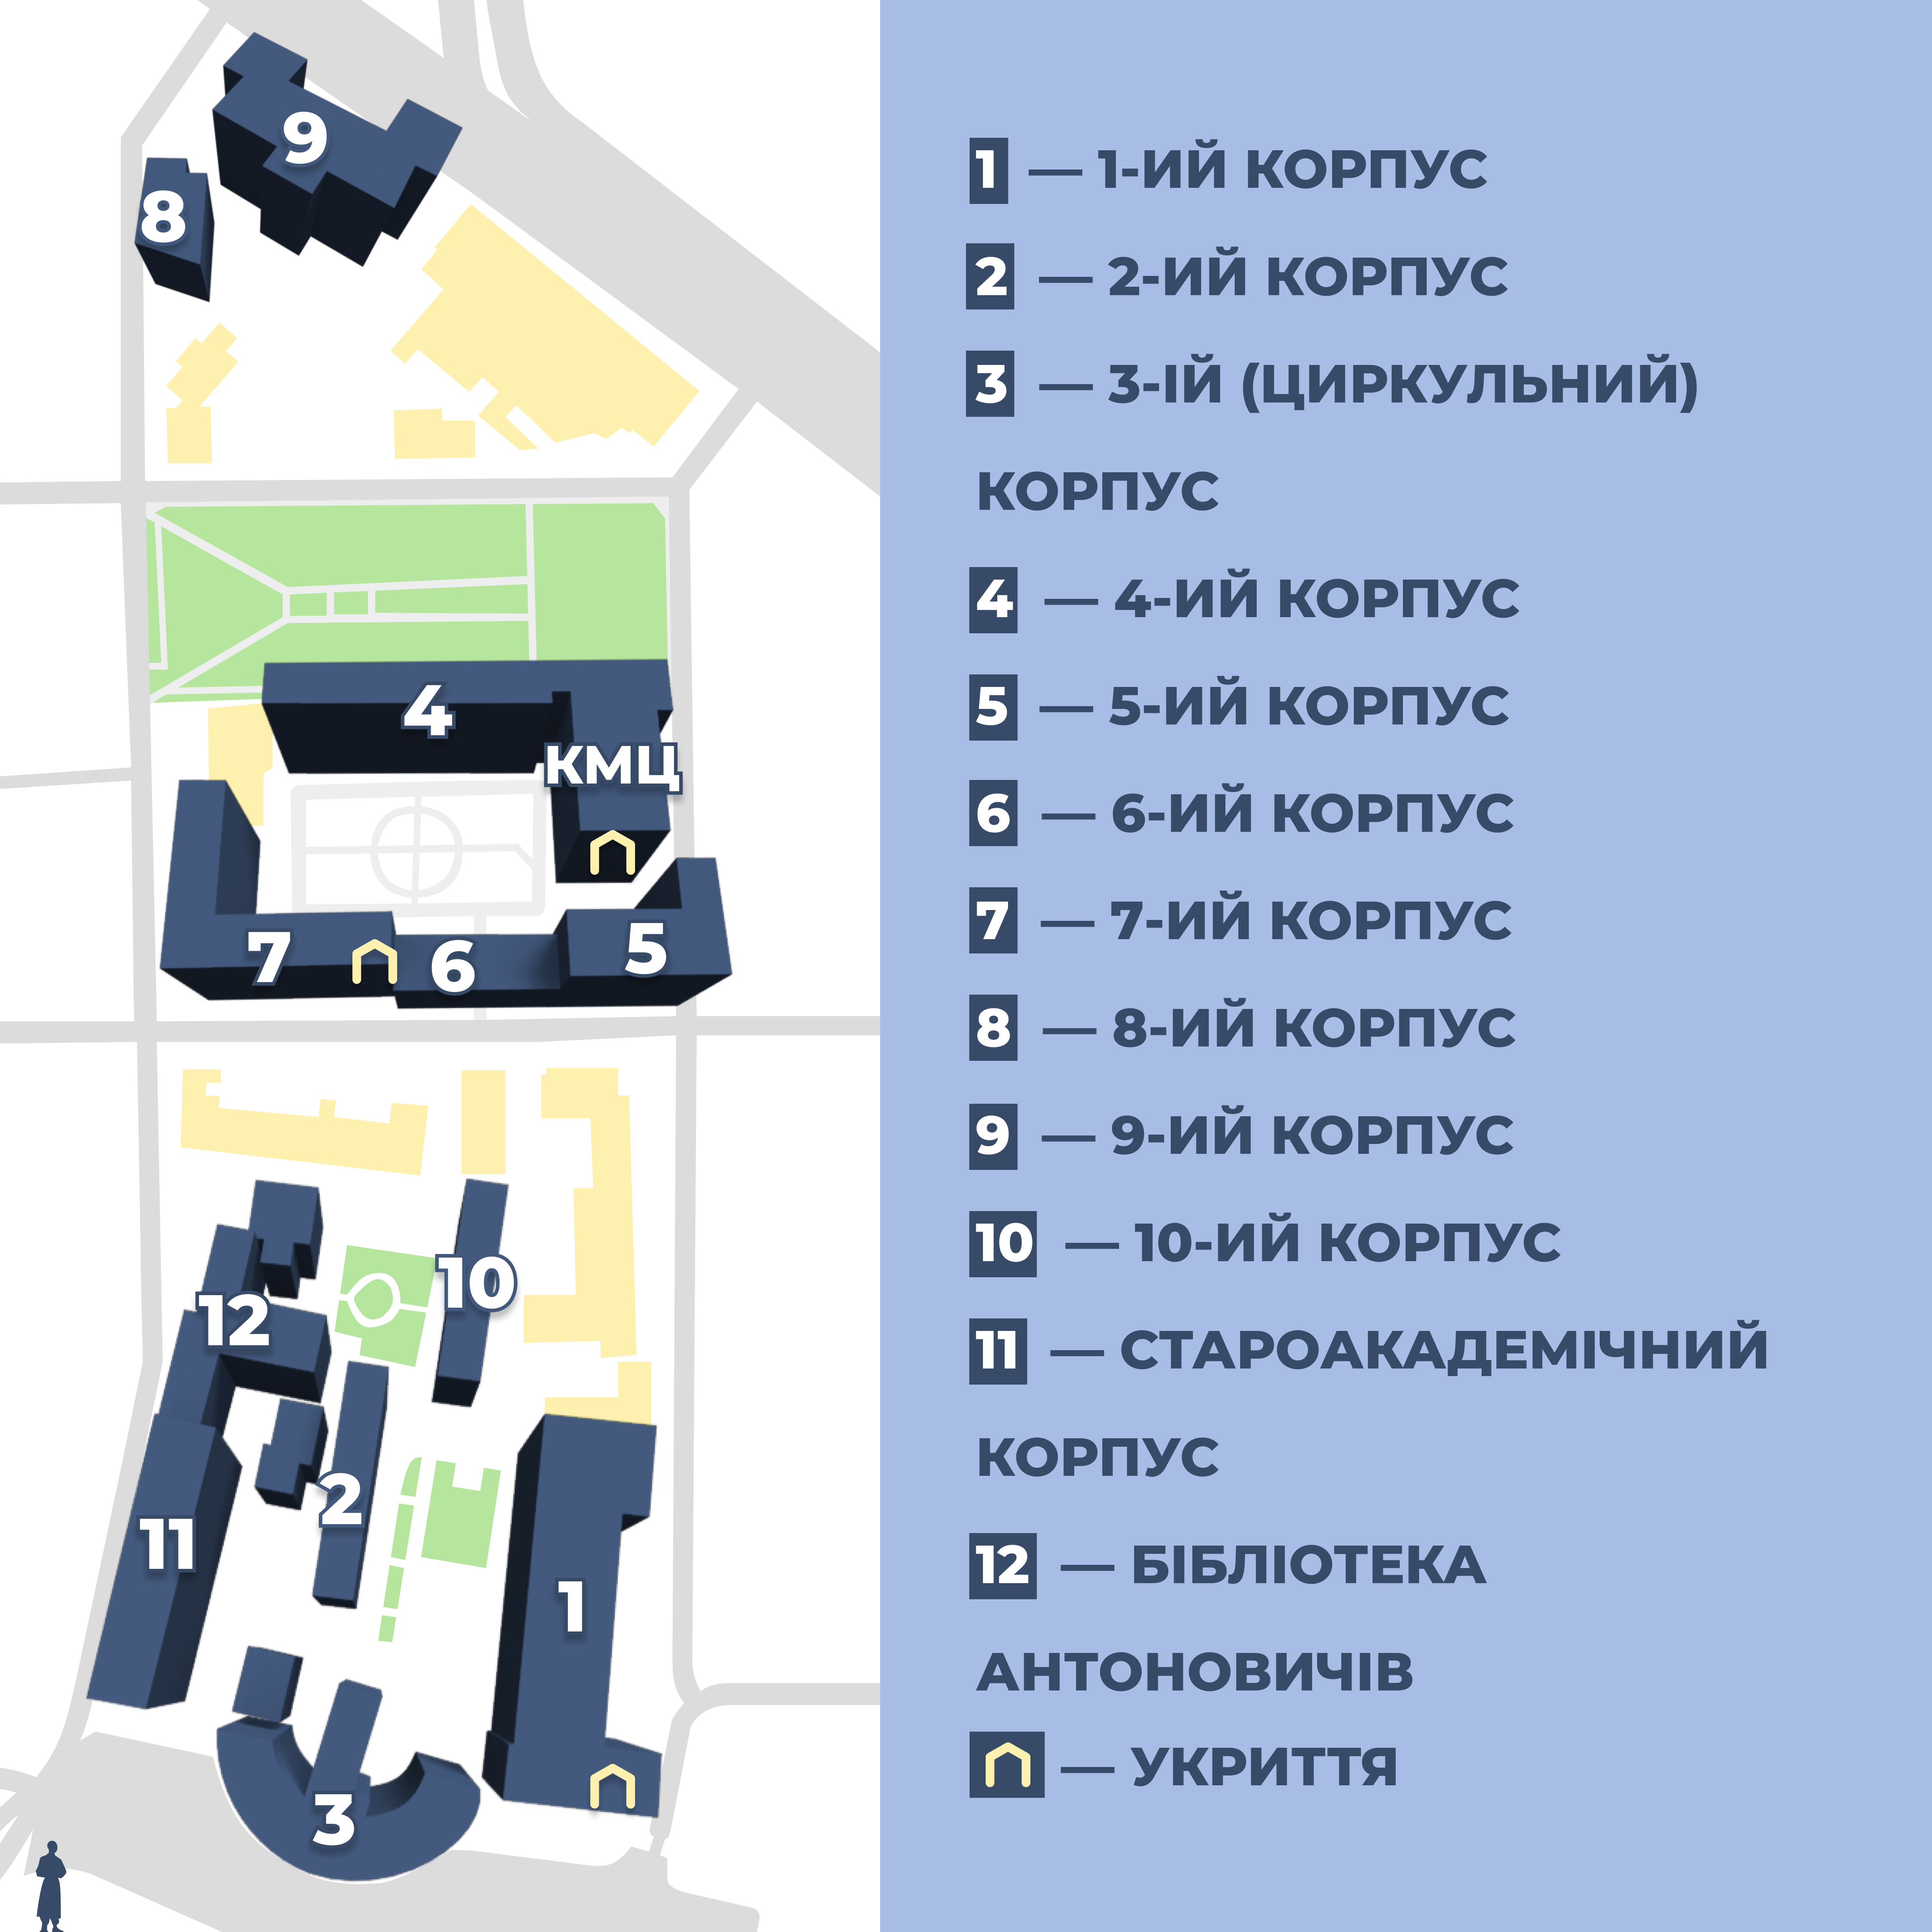 9
8
4
КМЦ
7
6
5
10
12
2
11
1
3
1 — 1-ИЙ КОРПУС
2 — 2-ИЙ КОРПУС
3 — 3-ІЙ (ЦИРКУЛЬНИЙ)
КОРПУС
4 — 4-ИЙ КОРПУС
5 — 5-ИЙ КОРПУС
6 — 6-ИЙ КОРПУС
7 — 7-ИЙ КОРПУС
8 — 8-ИЙ КОРПУС
9 — 9-ИЙ КОРПУС
10 — 10-ИЙ КОРПУС
11 — СТАРОАКАДЕМІЧНИЙ
КОРПУС
12 — БІБЛІОТЕКА
АНТОНОВИЧІВ
— УКРИТТЯ